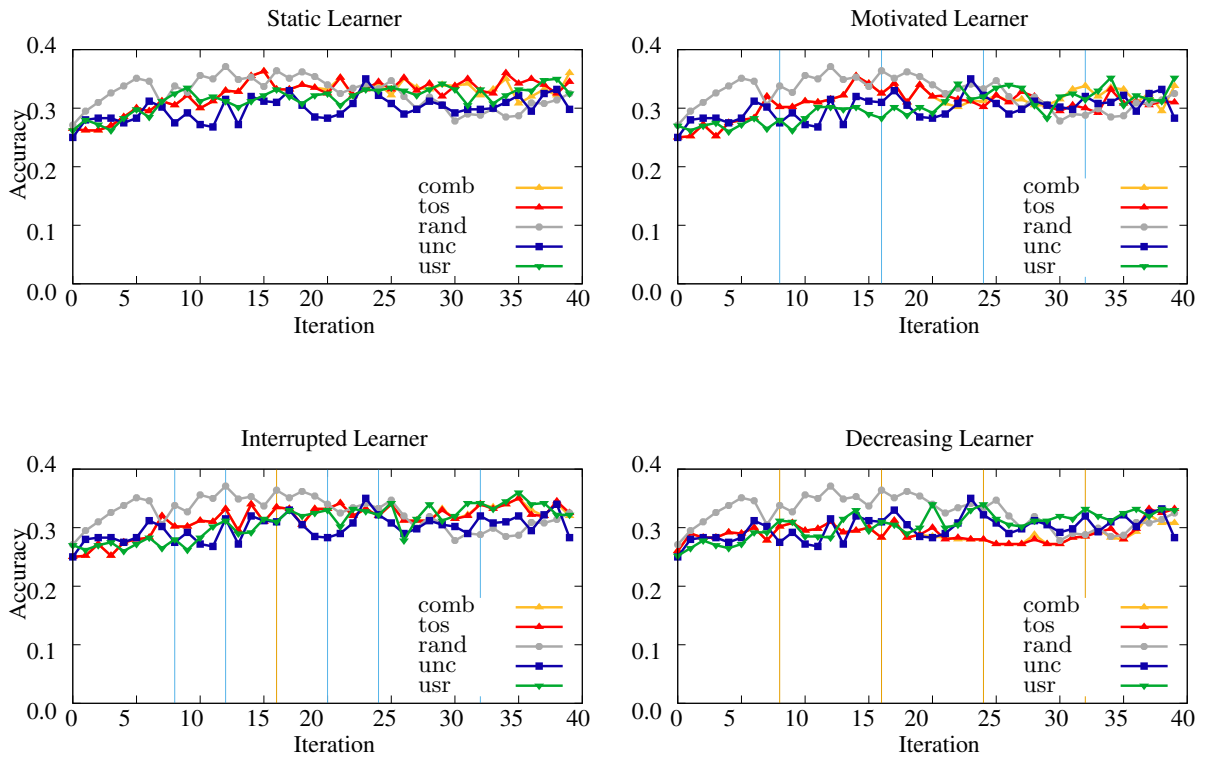 Static Learner
0.4
0.3
0.2
0.1
0.0
Accuracy
comb
tos
rand
unc
usr
0 5 10 15 20 25 30 35 40
Iteration
Motivated Learner
0.4
0.3
0.2
0.1
0.0
comb
tos
rand
unc
usr
0 5 10 15 20 25 30 35 40
Iteration
Interrupted Learner
0.4
0.3
0.2
0.1
0.0
Accuracy
comb
tos
rand
unc
usr
0 5 10 15 20 25 30 35 40
Iteration
Decreasing Learner
0.4
0.3
0.2
0.1
0.0
comb
tos
rand
unc
usr
0 5 10 15 20 25 30 35 40
Iteration